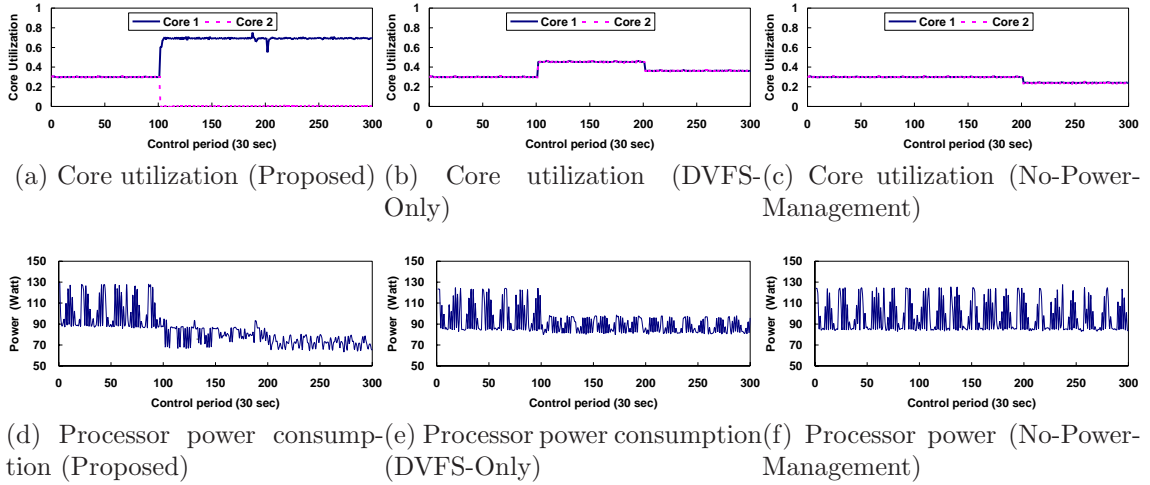 Core 1 Core 2
Core Utilization
1
0.8
0.6
0.4
0.2
0
0 50 100 150 200 250 300
Control period (30 sec)
(a) Core utilization (Proposed)
Core 1 Core 2
Core Utilization
1
0.8
0.6
0.4
0.2
0
0 50 100 150 200 250 300
Control period (30 sec)
(b) Core utilization (DVFS-
Only)
Core 1 Core 2
Core Utilization
1
0.8
0.6
0.4
0.2
0
0 50 100 150 200 250 300
Control period (30 sec)
(c) Core utilization (No-Power-
Management)
Power (Watt)
150
130
110
90
70
50
0 50 100 150 200 250 300
Control period (30 sec)
(d) Processor power consump-
tion (Proposed)
Power (Watt)
150
130
110
90
70
50
0 50 100 150 200 250 300
Control period (30 sec)
(e) Processor power consumption
(DVFS-Only)
Power (Watt)
150
130
110
90
70
50
0 50 100 150 200 250 300
Control period (30 sec)
(f) Processor power (No-Power-
Management)